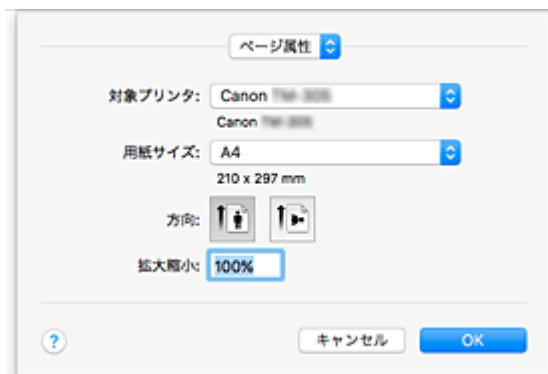 ページ属性
対象プリンタ: Canon
Canon
用紙サイズ: A4
210 x 297 mm
方向:
拡大縮小: 100%
? キャンセル OK